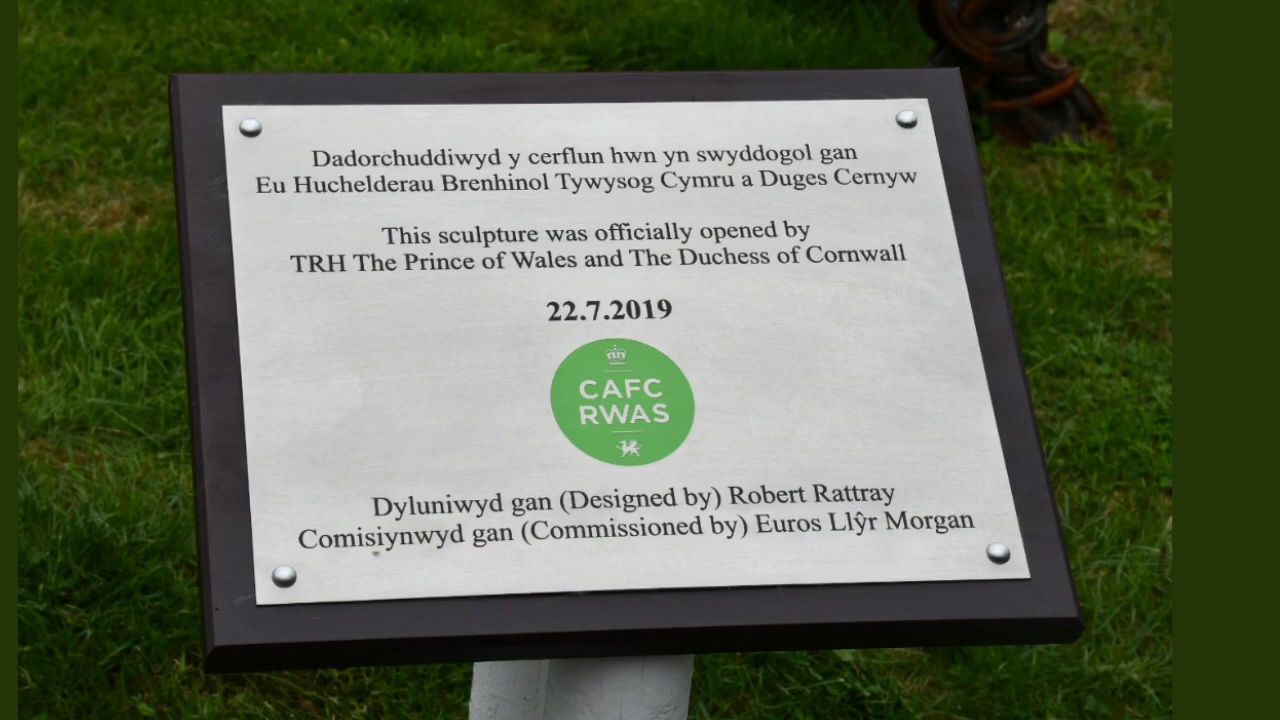 Dadorchuddiwyd y cerflun hwn yn swyddogol gan
Eu Huchelderau Brenhinol Tywysog Cymru a Duges Cernyw
This sculpture was officially opened by
TRH The Prince of Wales and The Duchess of Cornwall
22.7.2019
CAFC
RWAS
Dyluniwyd gan (Designed by) Robert Rattray
Comisiynwyd gan (Commissioned by) Euros Llŷr Morgan